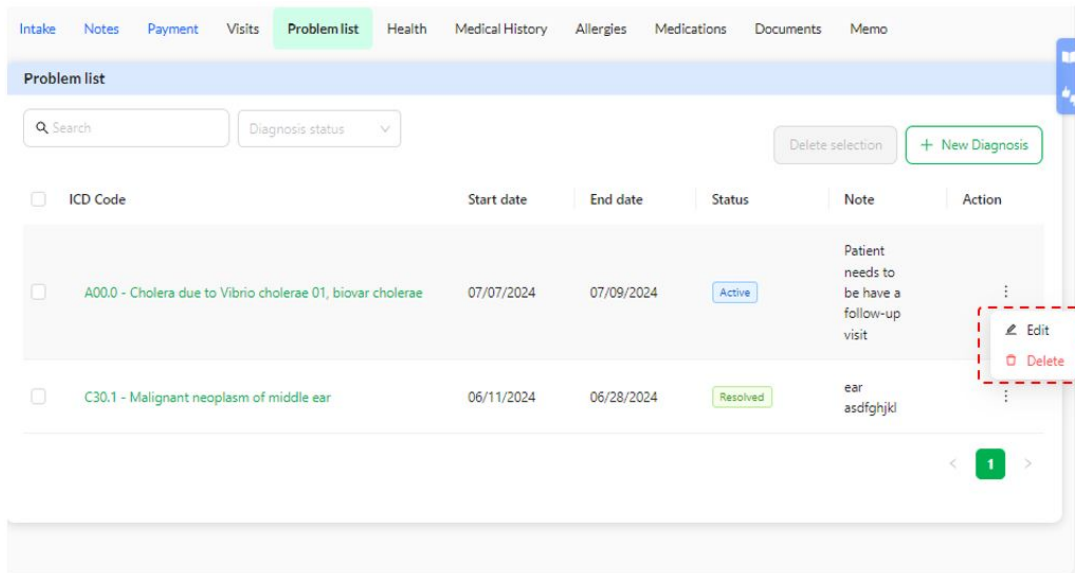 Intake Notes Payment Visits Problem list Health Medical History Allergies Medications Documents Memo
Problem list
Search Diagnosis status Delete selection + New Diagnosis
ICD Code Start date End date Status Note Action
A00.0 - Cholera due to Vibrio cholerae 01, biovar cholerae 07/07/2024 07/09/2024 Active
Patient
needs to
be have a
follow-up
visit
Edit
Delete
C30.1 - Malignant neoplasm of middle ear 06/11/2024 06/28/2024 Resolved
ear
asdfghjkl
< 1 >